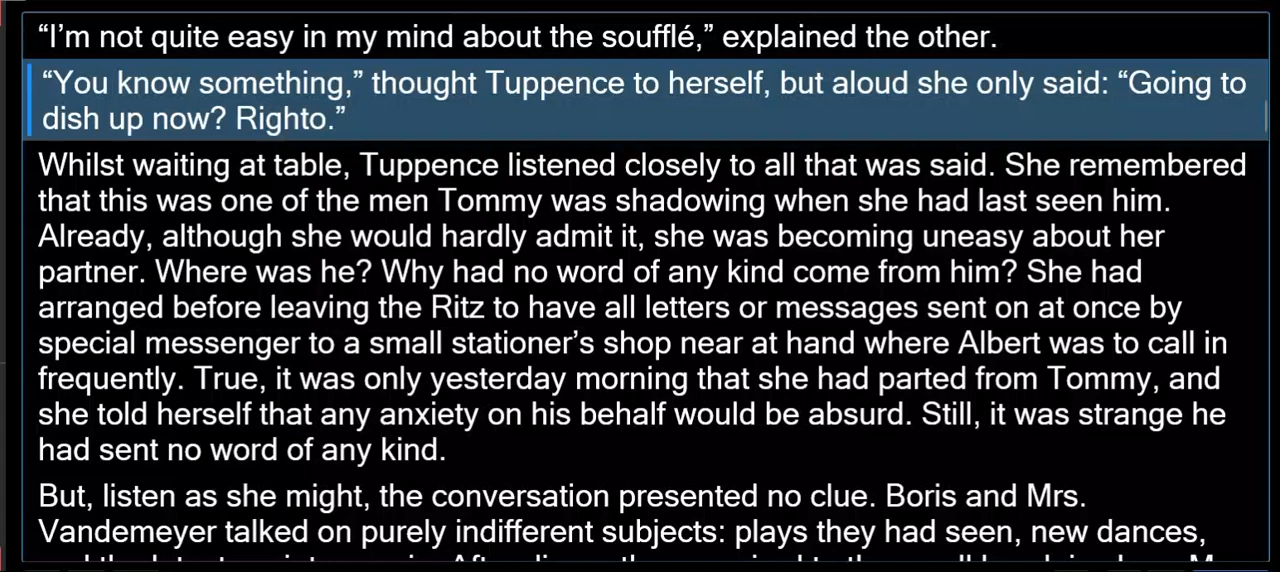 “I’m not quite easy in my mind about the soufflé,” explained the other.
“You know something,” thought Tuppence to herself, but aloud she only said: “Going to
dish up now? Righto.”
Whilst waiting at table, Tuppence listened closely to all that was said. She remembered
that this was one of the men Tommy was shadowing when she had last seen him.
Already, although she would hardly admit it, she was becoming uneasy about her
partner. Where was he? Why had no word of any kind come from him? She had
arranged before leaving the Ritz to have all letters or messages sent on at once by
special messenger to a small stationer’s shop near at hand where Albert was to call in
frequently. True, it was only yesterday morning that she had parted from Tommy, and
she told herself that any anxiety on his behalf would be absurd. Still, it was strange he
had sent no word of any kind.
But, listen as she might, the conversation presented no clue. Boris and Mrs.
Vandemeyer talked on purely indifferent subjects: plays they had seen, new dances,